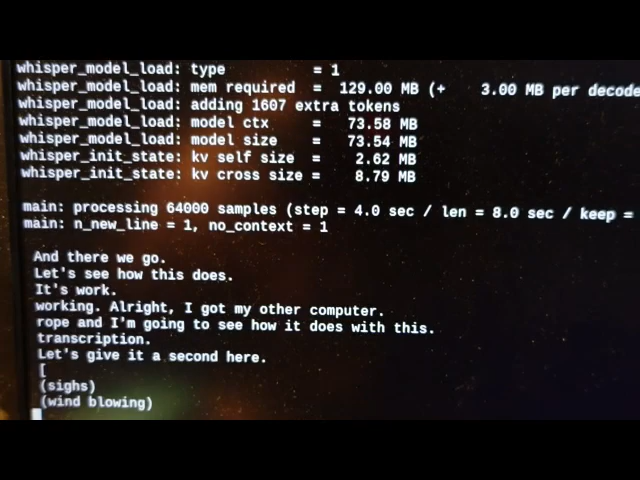 whisper_model_load: type = 1
whisper_model_load: mem required = 129.00 MB (+ 3.00 MB per decode
whisper_model_load: adding 1607 extra tokens
whisper_model_load: model ctx = 73.58 MB
whisper_model_load: model size = 73.54 MB
whisper_init_state: kv self size = 2.62 MB
whisper_init_state: kv cross size = 8.79 MB
main: processing 64000 samples (step = 4.0 sec / len = 8.0 sec / keep =
main: n_new_line = 1, no_context = 1
And there we go.
Let's see how this does.
It's work.
working. Alright, I got my other computer.
rope and I'm going to see how it does with this.
transcription.
Let's give it a second here.
[
(sighs)
(wind blowing)